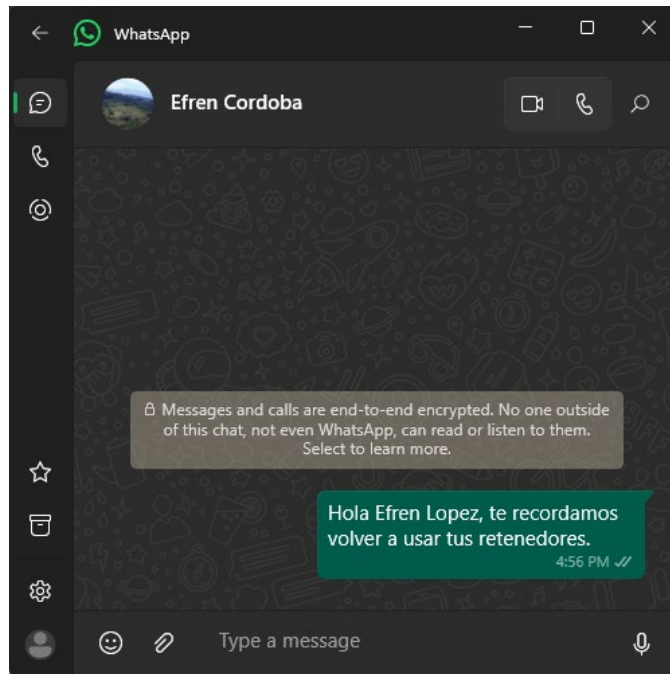 WhatsApp
Efren Cordoba
Messages and calls are end-to-end encrypted. No one outside
of this chat, not even WhatsApp, can read or listen to them.
Select to learn more.
Hola Efren Lopez, te recordamos
volver a usar tus retenedores.
4:56 PM
Type a message